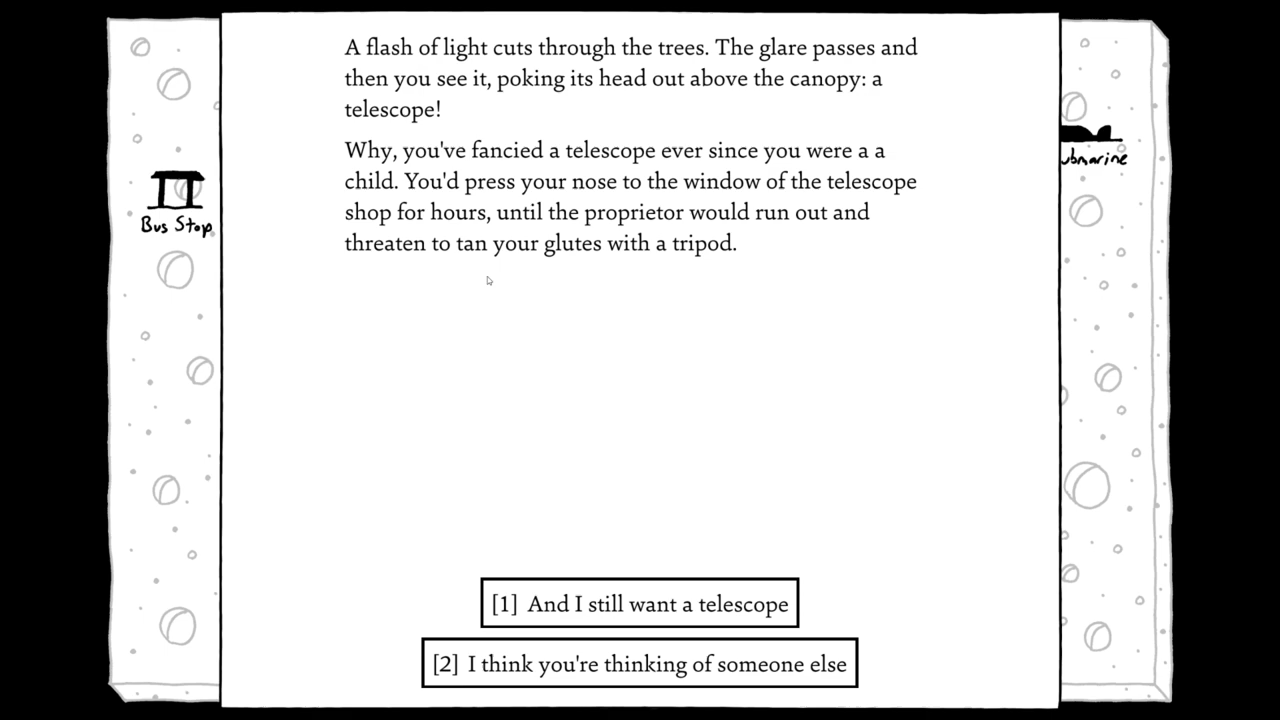 A flash of light cuts through the trees. The glare passes and
then you see it, poking its head out above the canopy: a
telescope!
Why, you've fancied a telescope ever since you were a a
child. You'd press your nose to the window of the telescope
shop for hours, until the proprietor would run out and
threaten to tan your glutes with a tripod.
Bus Stop
ubmarine
[1] And I still want a telescope
[2] I think you're thinking of someone else